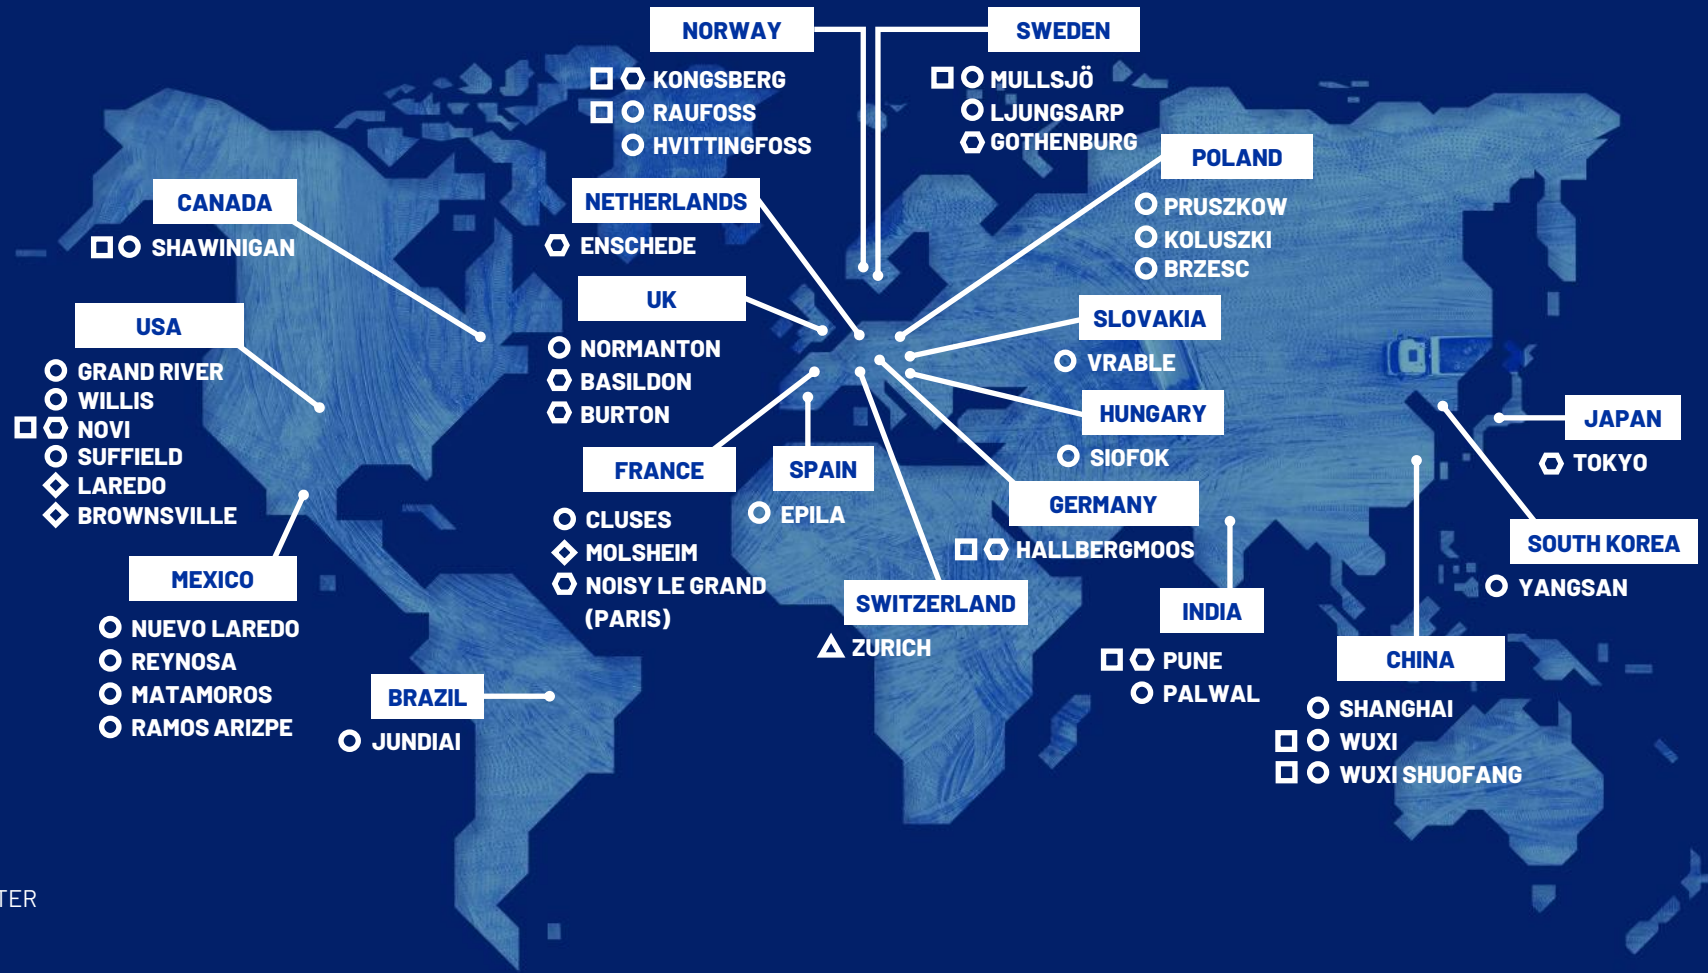 NORWAY
KONGSBERG
RAUFOSS
HVITTINGFOSS
SWEDEN
MULLSJÖ
LJUNGSARP
GOTHENBURG
POLAND
PRUSZKOW
KOLUSZKI
BRZESC
CANADA
SHAWINIGAN
NETHERLANDS
ENSCHEDE
UK
NORMANTON
BASILDON
BURTON
USA
GRAND RIVER
WILLIS
NOVI
SUFFIELD
LAREDO
BROWNSVILLE
SLOVAKIA
VRABLE
HUNGARY
SIOFOK
JAPAN
TOKYO
FRANCE
CLUSES
MOLSHEIM
NOISY LE GRAND
(PARIS)
SPAIN
EPILA
GERMANY
HALLBERGMOOS
SOUTH KOREA
YANGSAN
MEXICO
NUEVO LAREDO
REYNOSA
MATAMOROS
RAMOS ARIZPE
SWITZERLAND
ZURICH
INDIA
PUNE
PALWAL
CHINA
SHANGHAI
WUXI
WUXI SHUOFANG
BRAZIL
JUNDIAI
TER